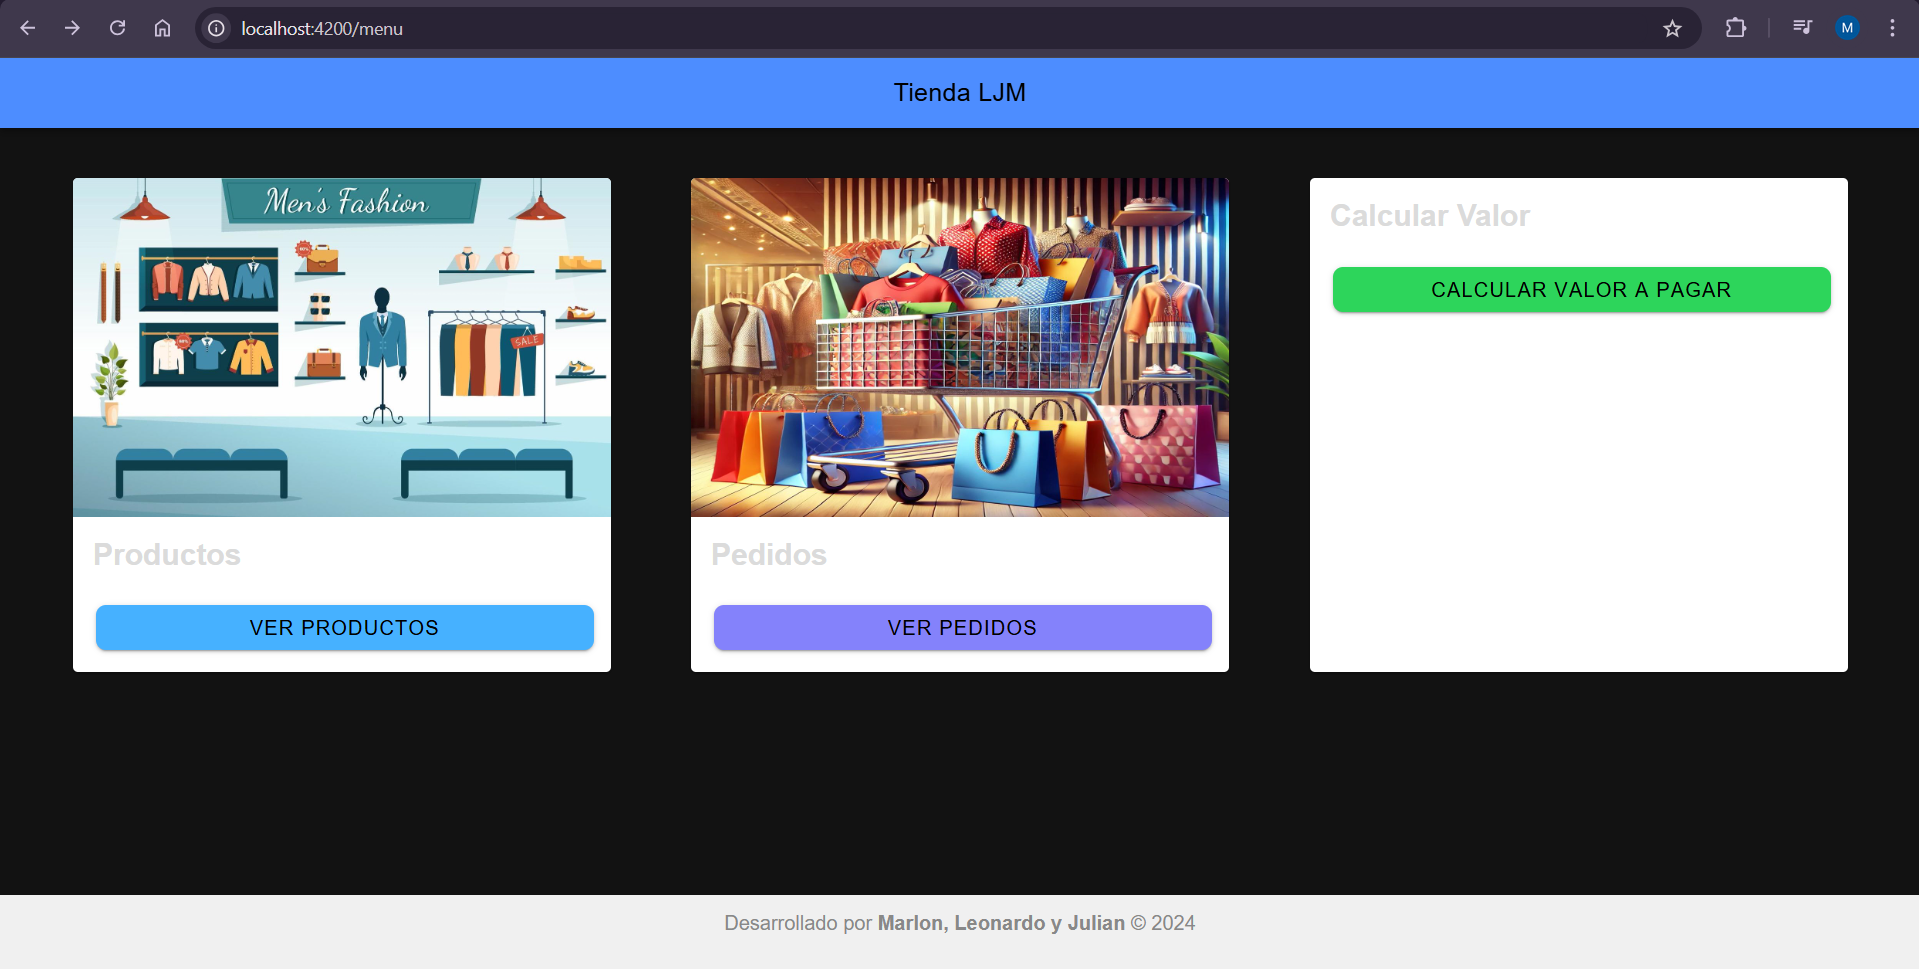 localhost:4200/menu
M
Tienda LJM
Men's Fashion
SALE
Productos
VER PRODUCTOS
Pedidos
VER PEDIDOS
Calcular Valor
CALCULAR VALOR A PAGAR
Desarrollado por Marlon, Leonardo y Julian © 2024